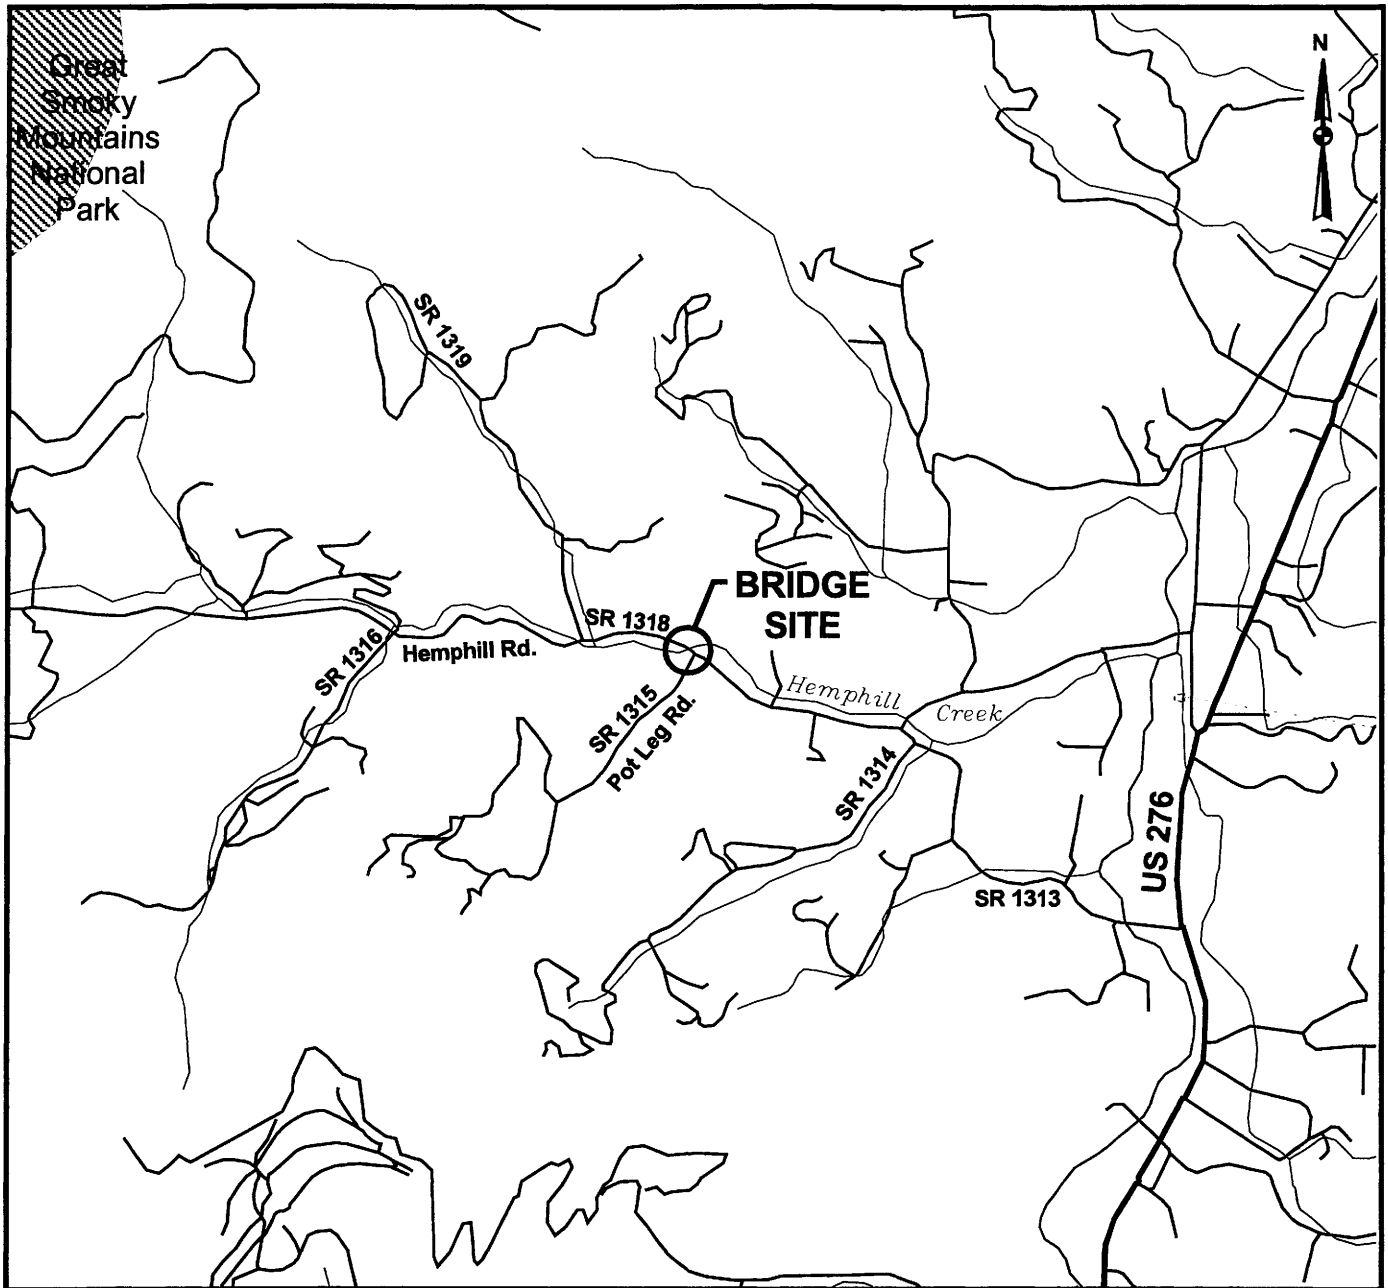 Great
Smoky
Mountains
National
Park
N
SR 1319
BRIDGE
SITE
SR 1318
Hemphill Rd.
SR 1316
SR 1315
Pot Leg Rd.
Hemphill
Creek
SR 1314
US 276
SR 1313